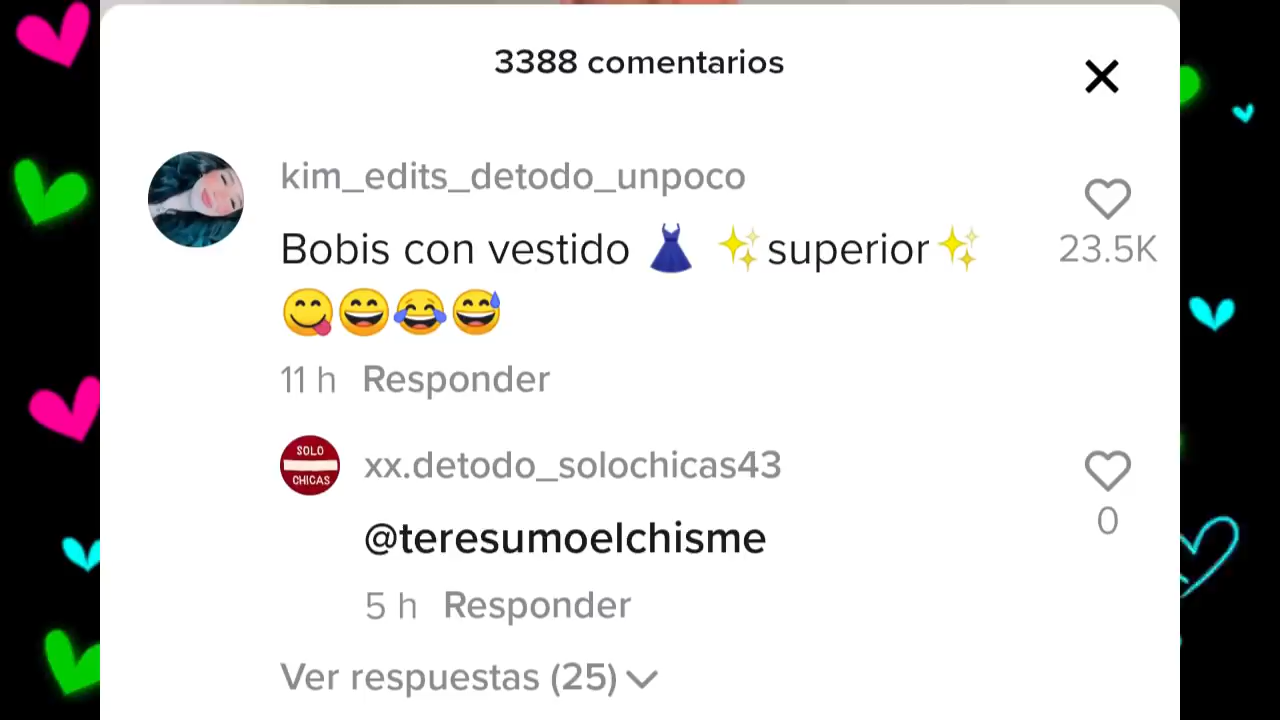 3388 comentarios
kim_edits_detodo_unpoco
Bobis con vestido 👗 ✨superior✨
😋😄😂😅
23.5K
11 h Responder
SOLO
CHICAS
xx.detodo_solochicas43
@teresumoelchisme
0
5 h Responder
Ver respuestas (25)